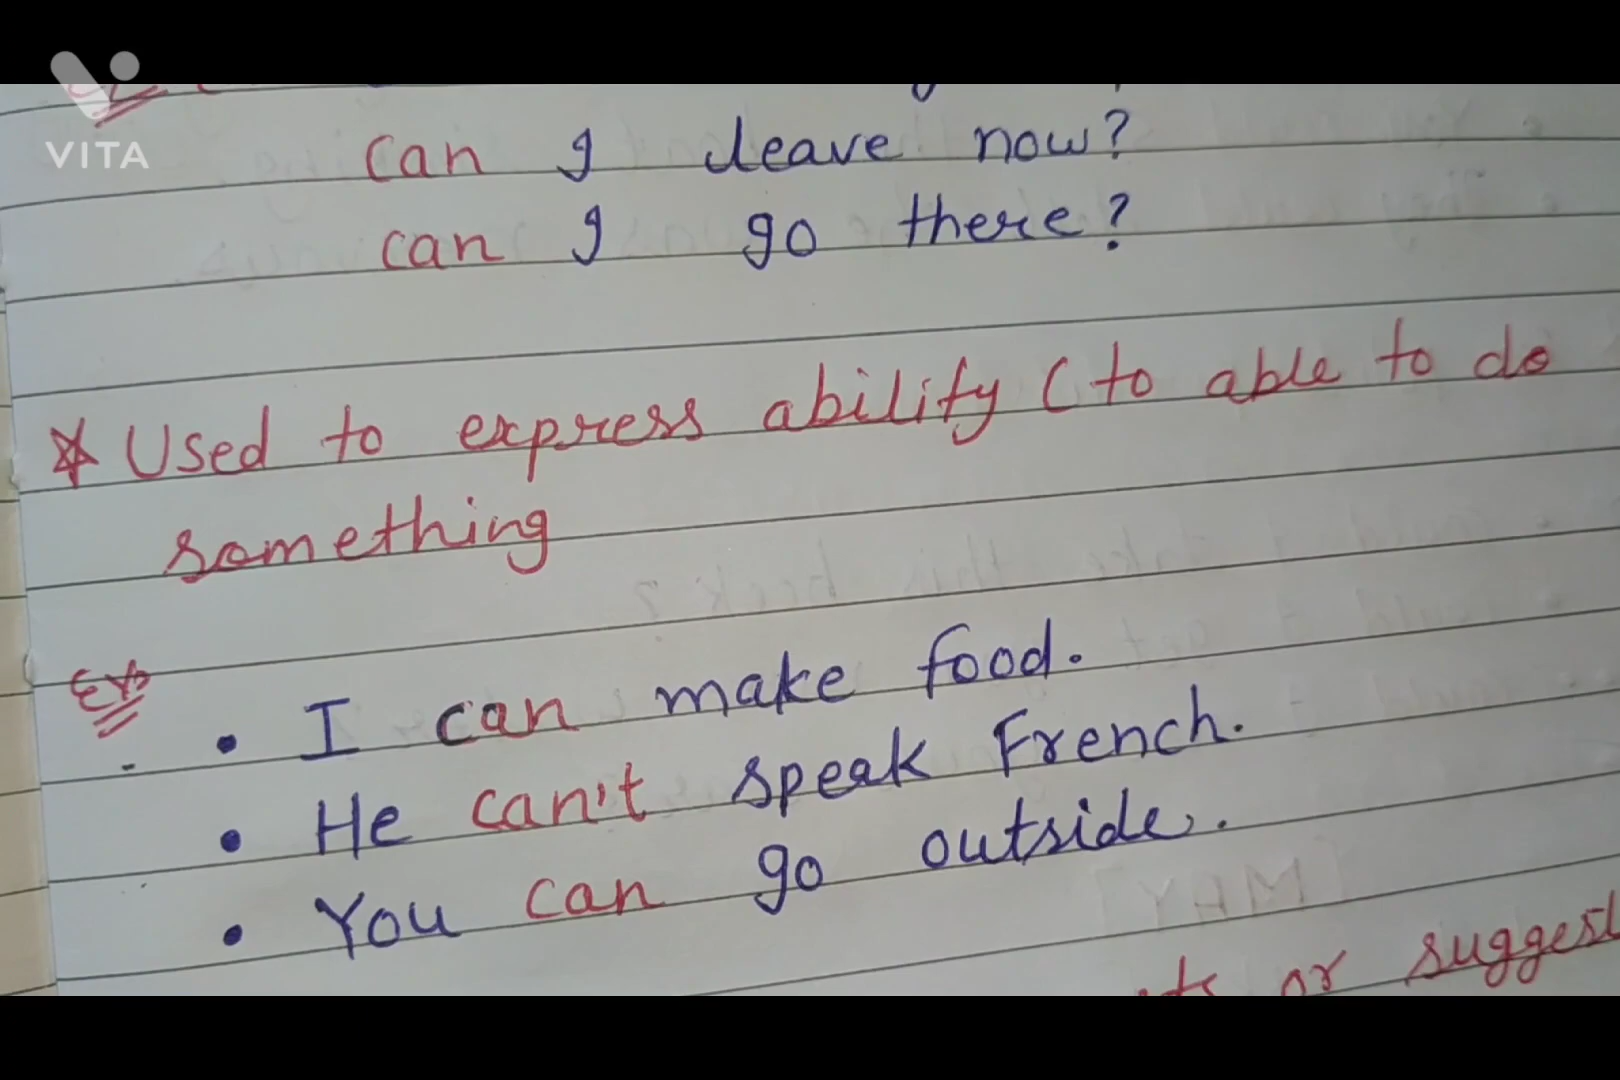 VITA
can I leave now?
can I go there?
* Used to express ability ( to able to do
something
Ex
• I can make food.
• He can't speak French.
• You can go outside.
or suggest